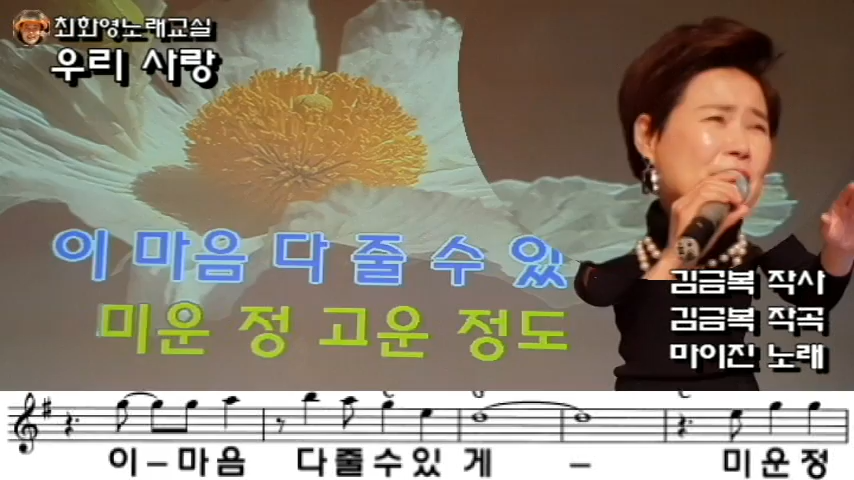 최화영노래교실
우리 사랑
이 마음 다 줄 수 있
미운 정 고운 정도
김금복 작사
김금복 작곡
마이진 노래
이-마음 다줄수있 게 - 미운정